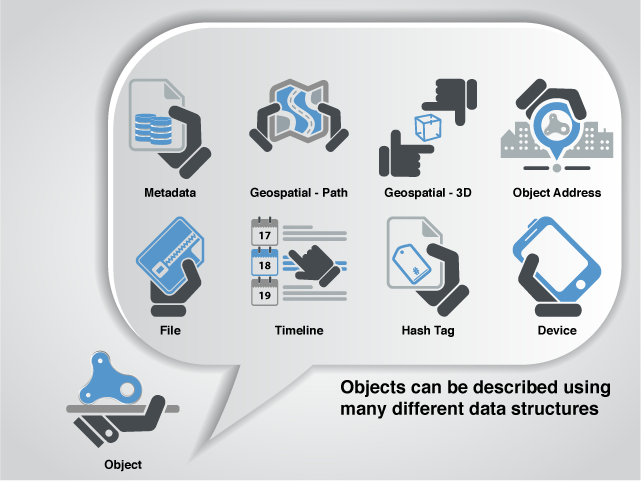 Metadata
Geospatial - Path
Geospatial - 3D
Object Address
17
18
19
#
File
Timeline
Hash Tag
Device
Objects can be described using
many different data structures
Object